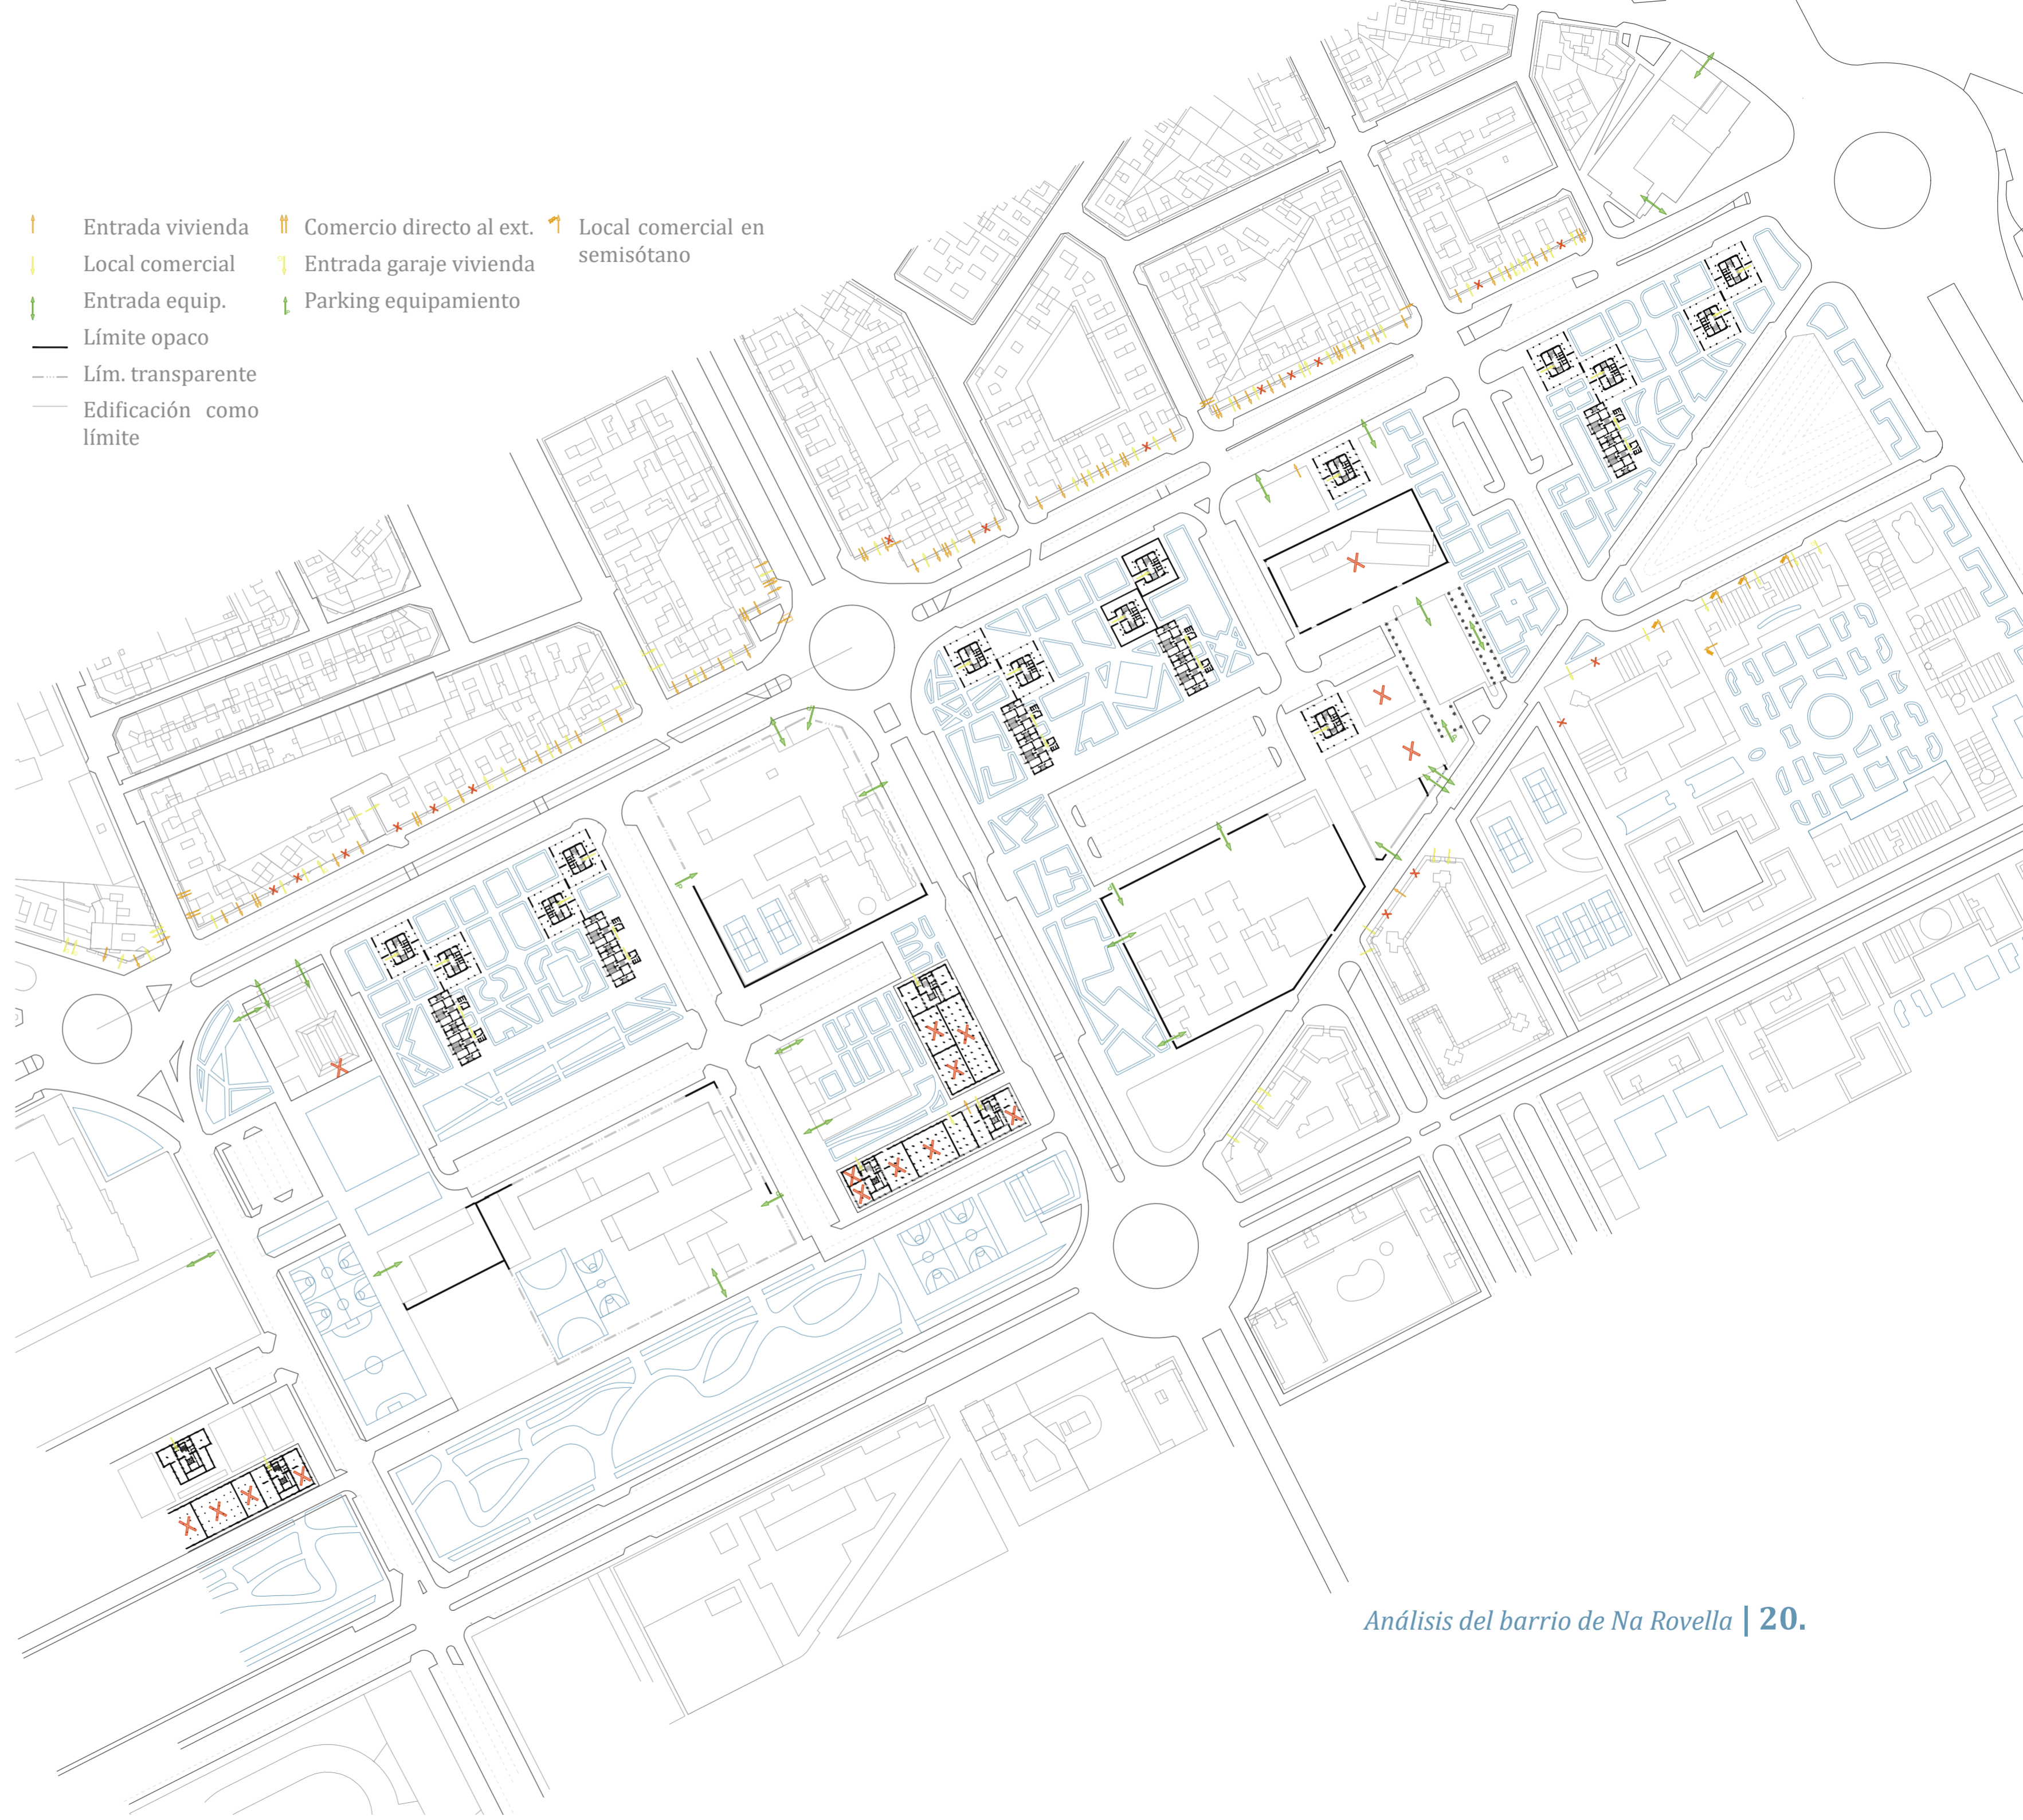 Entrada vivienda
Local comercial
Entrada equip.
Límite opaco
Lím. transparente
Edificación como
límite
Comercio directo al ext.
Entrada garaje vivienda
Parking equipamiento
Local comercial en
semisótano
Análisis del barrio de Na Rovella | 20.